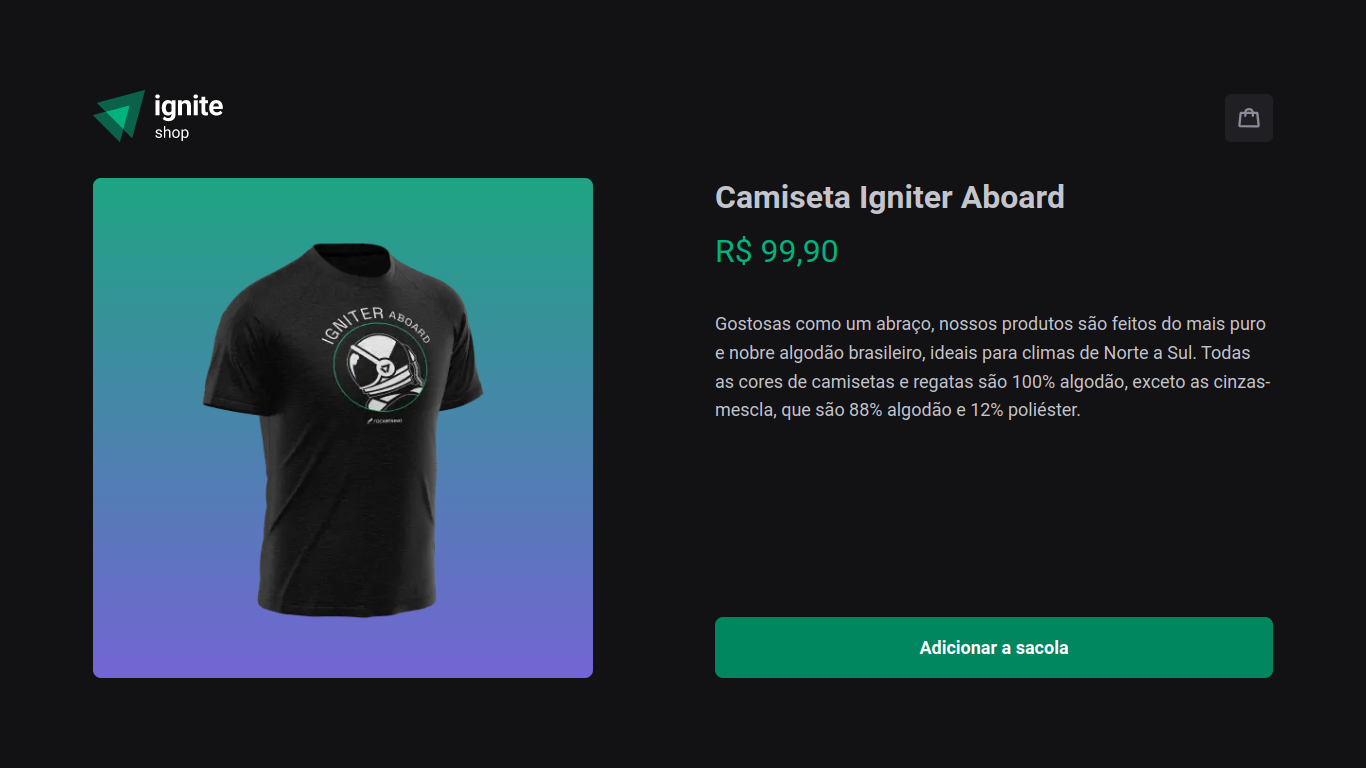 ignite
shop
Camiseta Igniter Aboard
R$ 99,90
IGNITER ABOARD
Gostosas como um abraço, nossos produtos são feitos do mais puro
e nobre algodão brasileiro, ideais para climas de Norte a Sul. Todas
as cores de camisetas e regatas são 100% algodão, exceto as cinzas-
mescla, que são 88% algodão e 12% poliéster.
Adicionar a sacola